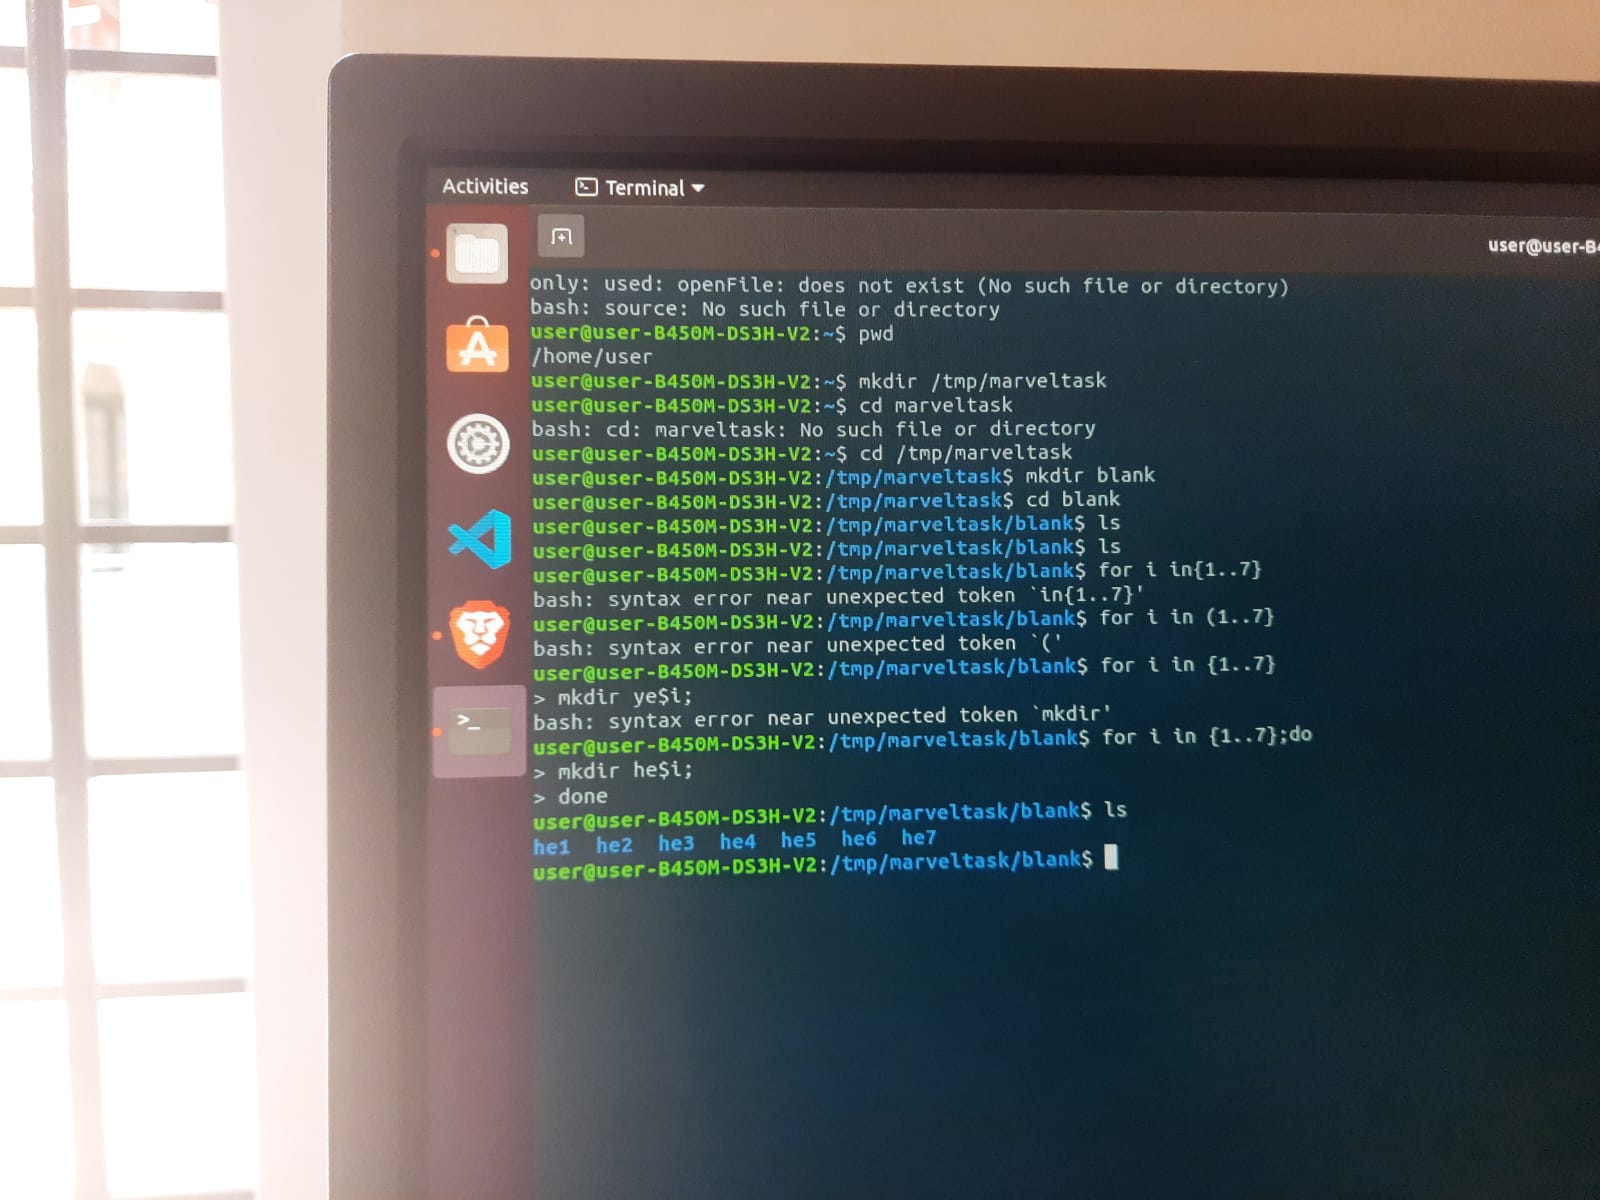 Activities
Terminal
user@user-B4
only: used: openFile: does not exist (No such file or directory)
bash: source: No such file or directory
user@user-B450M-DS3H-V2:~$ pwd
/home/user
user@user-B450M-DS3H-V2:~$ mkdir /tmp/marveltask
user@user-B450M-DS3H-V2:~$ cd marveltask
bash: cd: marveltask: No such file or directory
user@user-B450M-DS3H-V2:~$ cd /tmp/marveltask
user@user-B450M-DS3H-V2:/tmp/marveltask$ mkdir blank
user@user-B450M-DS3H-V2:/tmp/marveltask$ cd blank
user@user-B450M-DS3H-V2:/tmp/marveltask/blank$ ls
user@user-B450M-DS3H-V2:/tmp/marveltask/blank$ ls
user@user-B450M-DS3H-V2:/tmp/marveltask/blank$ for i in{1..7}
bash: syntax error near unexpected token `in{1..7}'
user@user-B450M-DS3H-V2:/tmp/marveltask/blank$ for i in (1..7}
bash: syntax error near unexpected token `('
user@user-B450M-DS3H-V2:/tmp/marveltask/blank$ for i in {1..7}
> mkdir ye$i;
bash: syntax error near unexpected token `mkdir'
user@user-B450M-DS3H-V2:/tmp/marveltask/blank$ for i in {1..7};do
> mkdir he$i;
> done
user@user-B450M-DS3H-V2:/tmp/marveltask/blank$ ls
he1 he2 he3 he4 he5 he6 he7
user@user-B450M-DS3H-V2:/tmp/marveltask/blank$